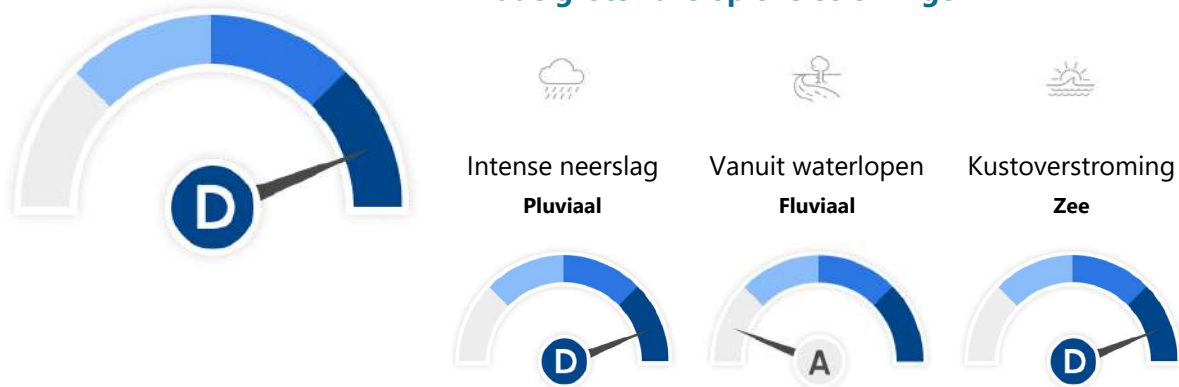 D
Intense neerslag
Pluviaal
D
Vanuit waterlopen
Fluviaal
A
Kustoverstroming
Zee
D